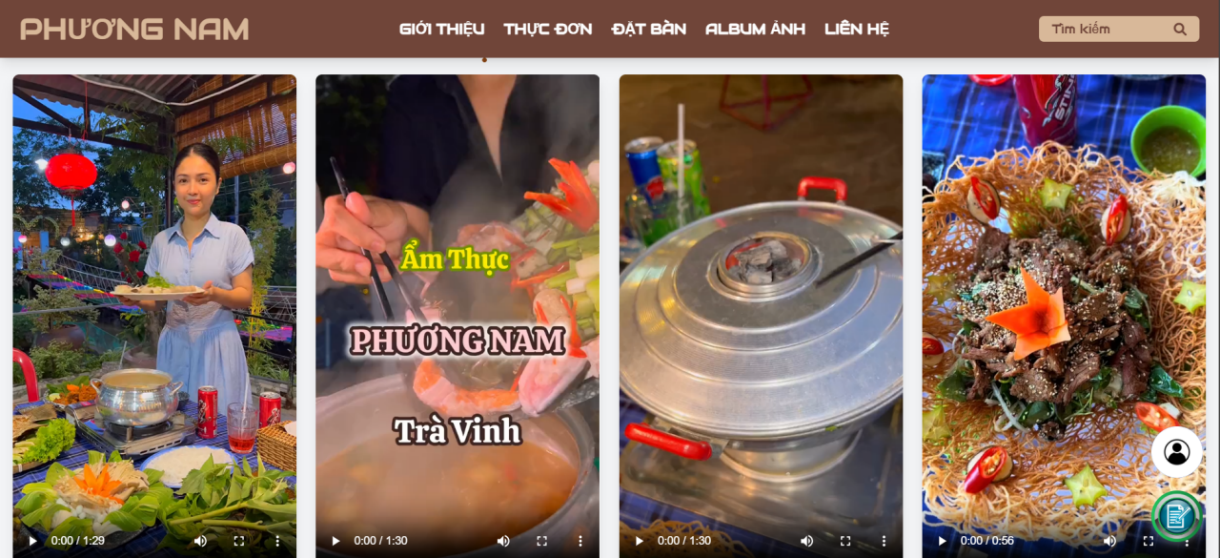 PHƯƠNG NAM
GIỚI THIỆU THỰC ĐƠN ĐẶT BÀN ALBUM ẢNH LIÊN HỆ
Tìm kiếm
Ẩm Thực
PHƯƠNG NAM
Trà Vinh
0:00 / 1:29
0:00 / 1:30
0:00 / 1:30
0:00 / 0:56